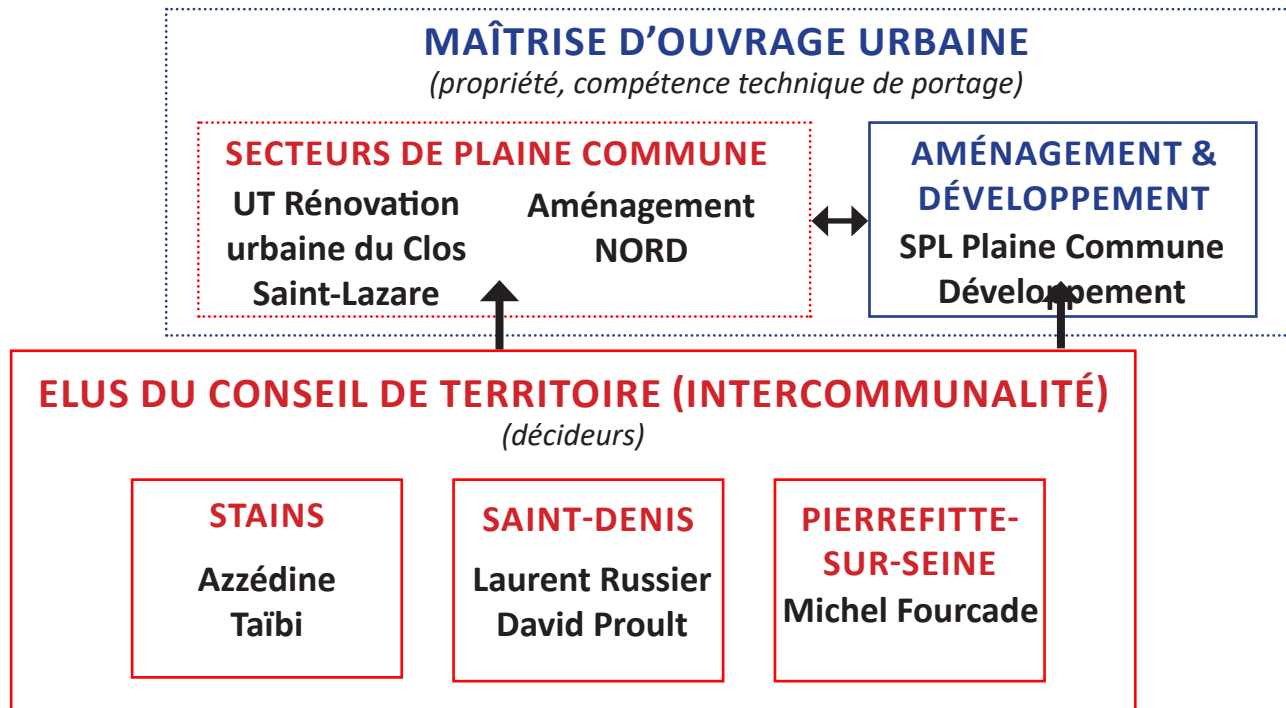 MAÎTRISE D’OUVRAGE URBAINE
(propriété, compétence technique de portage)
SECTEURS DE PLAINE COMMUNE
UT Rénovation
urbaine du Clos
Saint-Lazare
Aménagement
NORD
AMÉNAGEMENT &
DÉVELOPPEMENT
SPL Plaine Commune
Développement
ELUS DU CONSEIL DE TERRITOIRE (INTERCOMMUNALITÉ)
(décideurs)
STAINS
Azzédine
Taïbi
SAINT-DENIS
Laurent Russier
David Proult
PIERREFITTE-
SUR-SEINE
Michel Fourcade